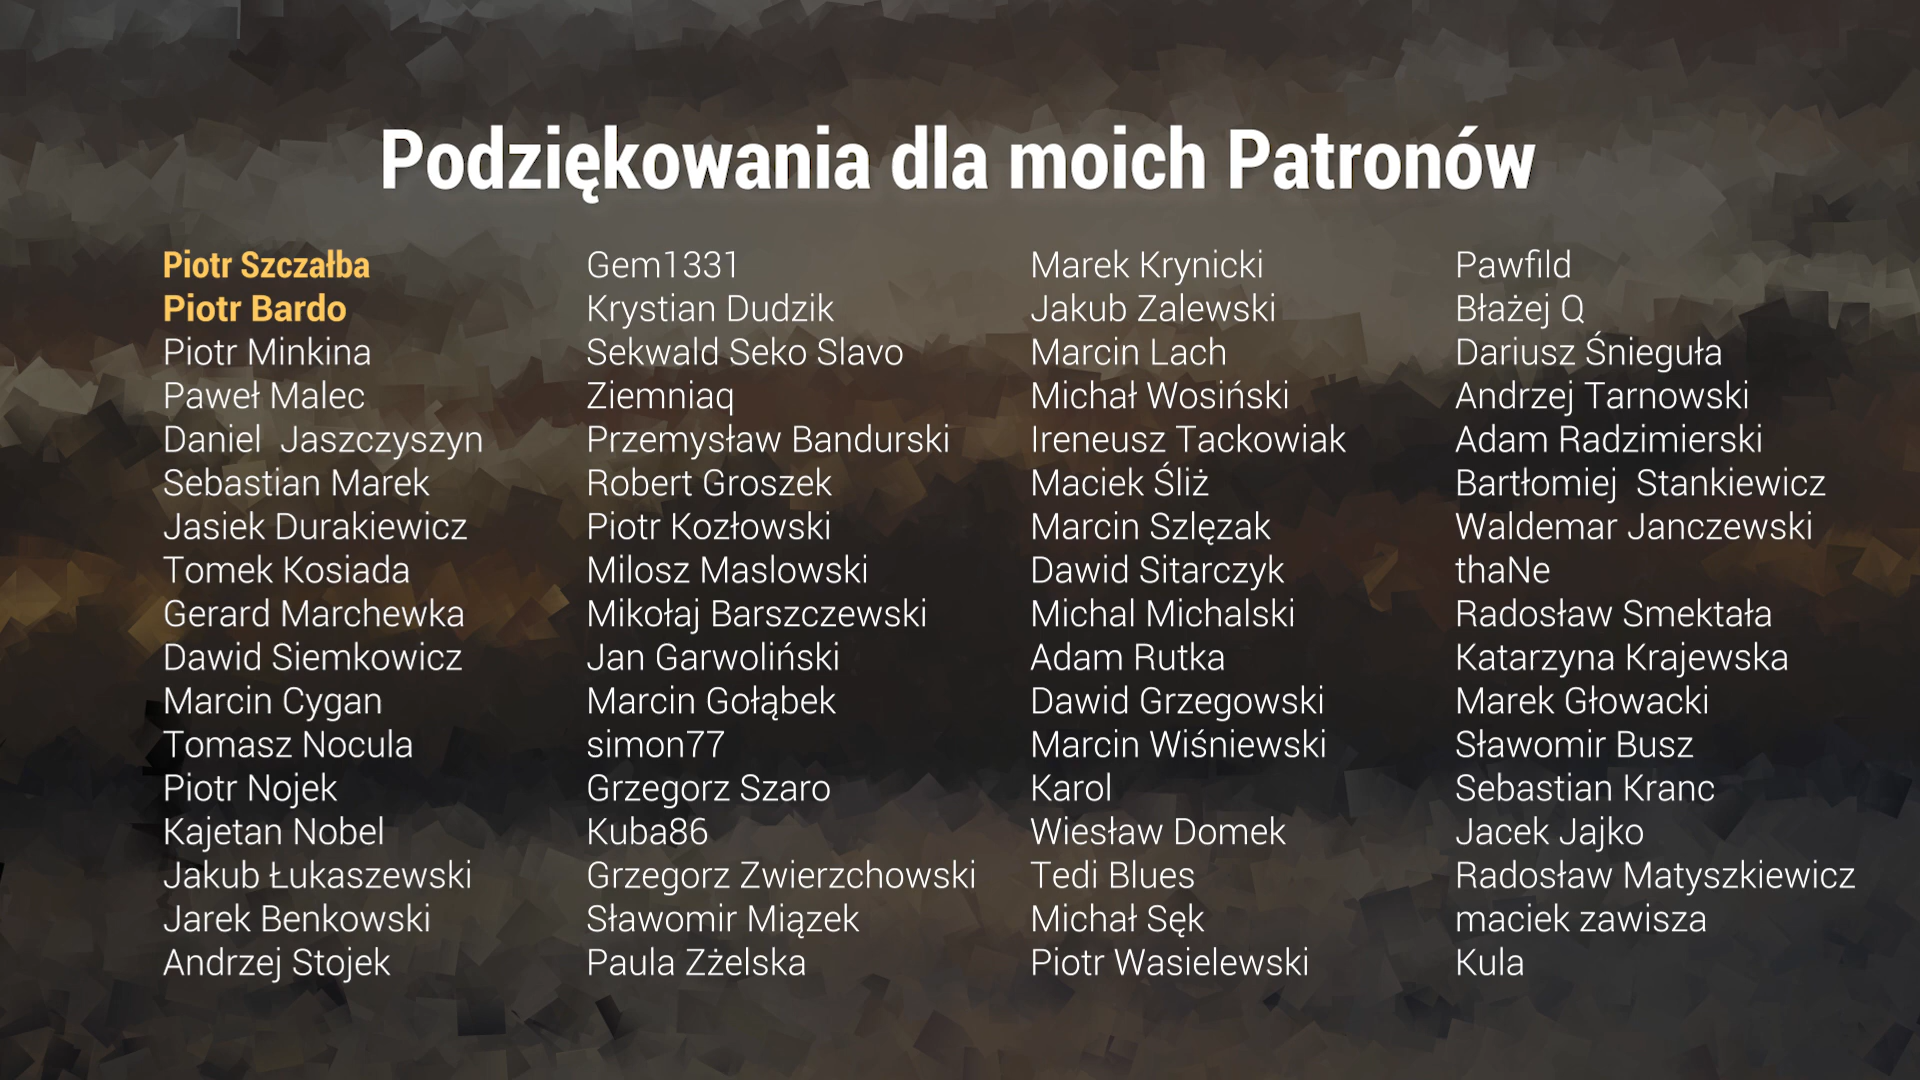 Podziękowania dla moich Patronów
Piotr Szczałba
Piotr Bardo
Piotr Minkina
Paweł Malec
Daniel  Jaszczyszyn
Sebastian Marek
Jasiek Durakiewicz
Tomek Kosiada
Gerard Marchewka
Dawid Siemkowicz
Marcin Cygan
Tomasz Nocula
Piotr Nojek
Kajetan Nobel
Jakub Łukaszewski
Jarek Benkowski
Andrzej Stojek
Gem1331
Krystian Dudzik
Sekwald Seko Slavo
Ziemniaq
Przemysław Bandurski
Robert Groszek
Piotr Kozłowski
Milosz Maslowski
Mikołaj Barszczewski
Jan Garwoliński
Marcin Gołąbek
simon77
Grzegorz Szaro
Kuba86
Grzegorz Zwierzchowski
Sławomir Miązek
Paula Zżelska
Marek Krynicki
Jakub Zalewski
Marcin Lach
Michał Wosiński
Ireneusz Tackowiak
Maciek Śliż
Marcin Szlęzak
Dawid Sitarczyk
Michal Michalski
Adam Rutka
Dawid Grzegowski
Marcin Wiśniewski
Karol
Wiesław Domek
Tedi Blues
Michał Sęk
Piotr Wasielewski
Pawfild
Błażej Q
Dariusz Śnieguła
Andrzej Tarnowski
Adam Radzimierski
Bartłomiej  Stankiewicz
Waldemar Janczewski
thaNe
Radosław Smektała
Katarzyna Krajewska
Marek Głowacki
Sławomir Busz
Sebastian Kranc
Jacek Jajko
Radosław Matyszkiewicz
maciek zawisza
Kula